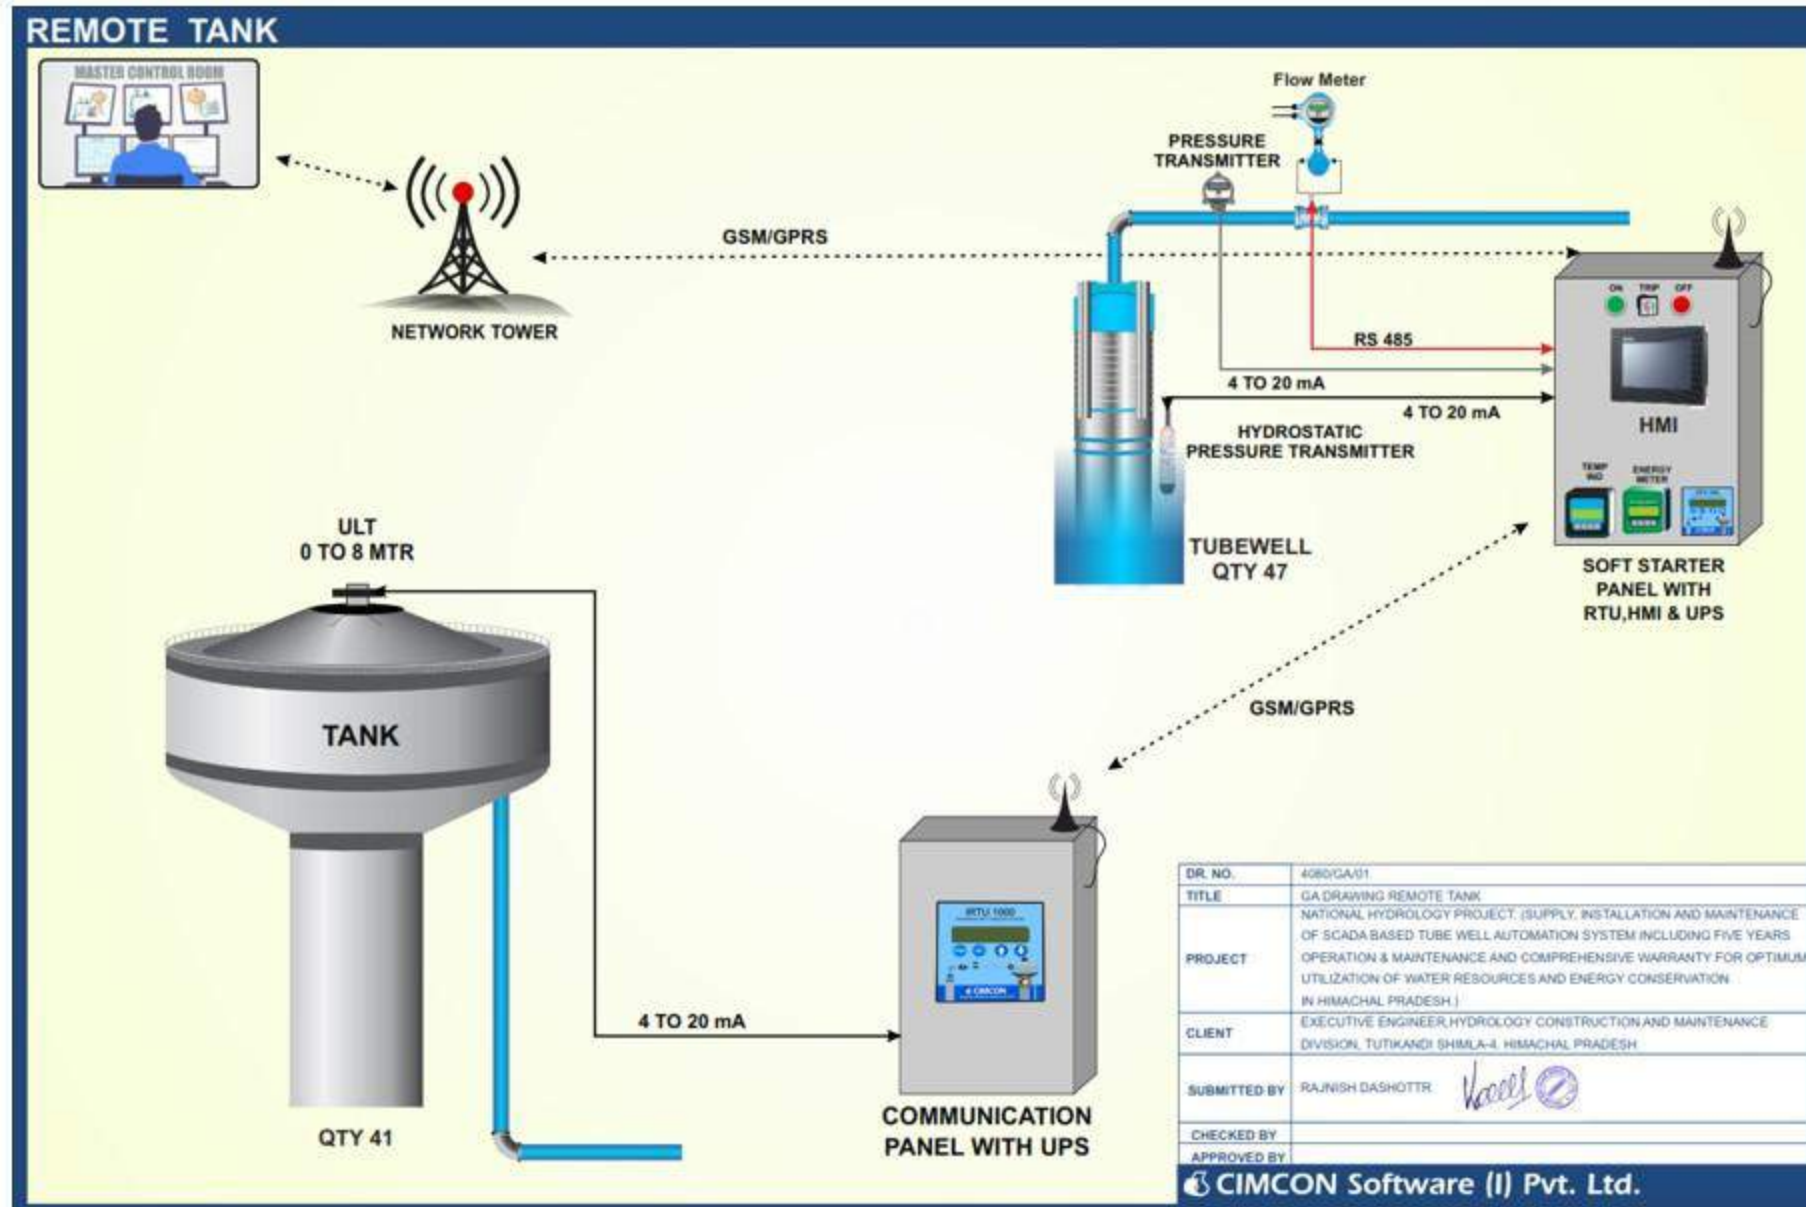 REMOTE TANK
MASTER CONTROL ROOM
Flow Meter
PRESSURE
TRANSMITTER
GSM/GPRS
NETWORK TOWER
ON TRIP OFF
RS 485
4 TO 20 mA
4 TO 20 mA
HMI
HYDROSTATIC
PRESSURE TRANSMITTER
TEMP
IND
ENERGY
METER
ULT
0 TO 8 MTR
TUBEWELL
QTY 47
SOFT STARTER
PANEL WITH
RTU,HMI & UPS
TANK
GSM/GPRS
iRTU 1000
CIMCON
4 TO 20 mA
QTY 41
COMMUNICATION
PANEL WITH UPS
DR. NO. 4080/GA/01
TITLE GA DRAWING REMOTE TANK
PROJECT NATIONAL HYDROLOGY PROJECT. (SUPPLY, INSTALLATION AND MAINTENANCE
OF SCADA BASED TUBE WELL AUTOMATION SYSTEM INCLUDING FIVE YEARS
OPERATION & MAINTENANCE AND COMPREHENSIVE WARRANTY FOR OPTIMUM
UTILIZATION OF WATER RESOURCES AND ENERGY CONSERVATION
IN HIMACHAL PRADESH.)
CLIENT EXECUTIVE ENGINEER,HYDROLOGY CONSTRUCTION AND MAINTENANCE
DIVISION, TUTIKANDI SHIMLA-4, HIMACHAL PRADESH
SUBMITTED BY RAJNISH DASHOTTR
CHECKED BY
APPROVED BY
CIMCON Software (I) Pvt. Ltd.